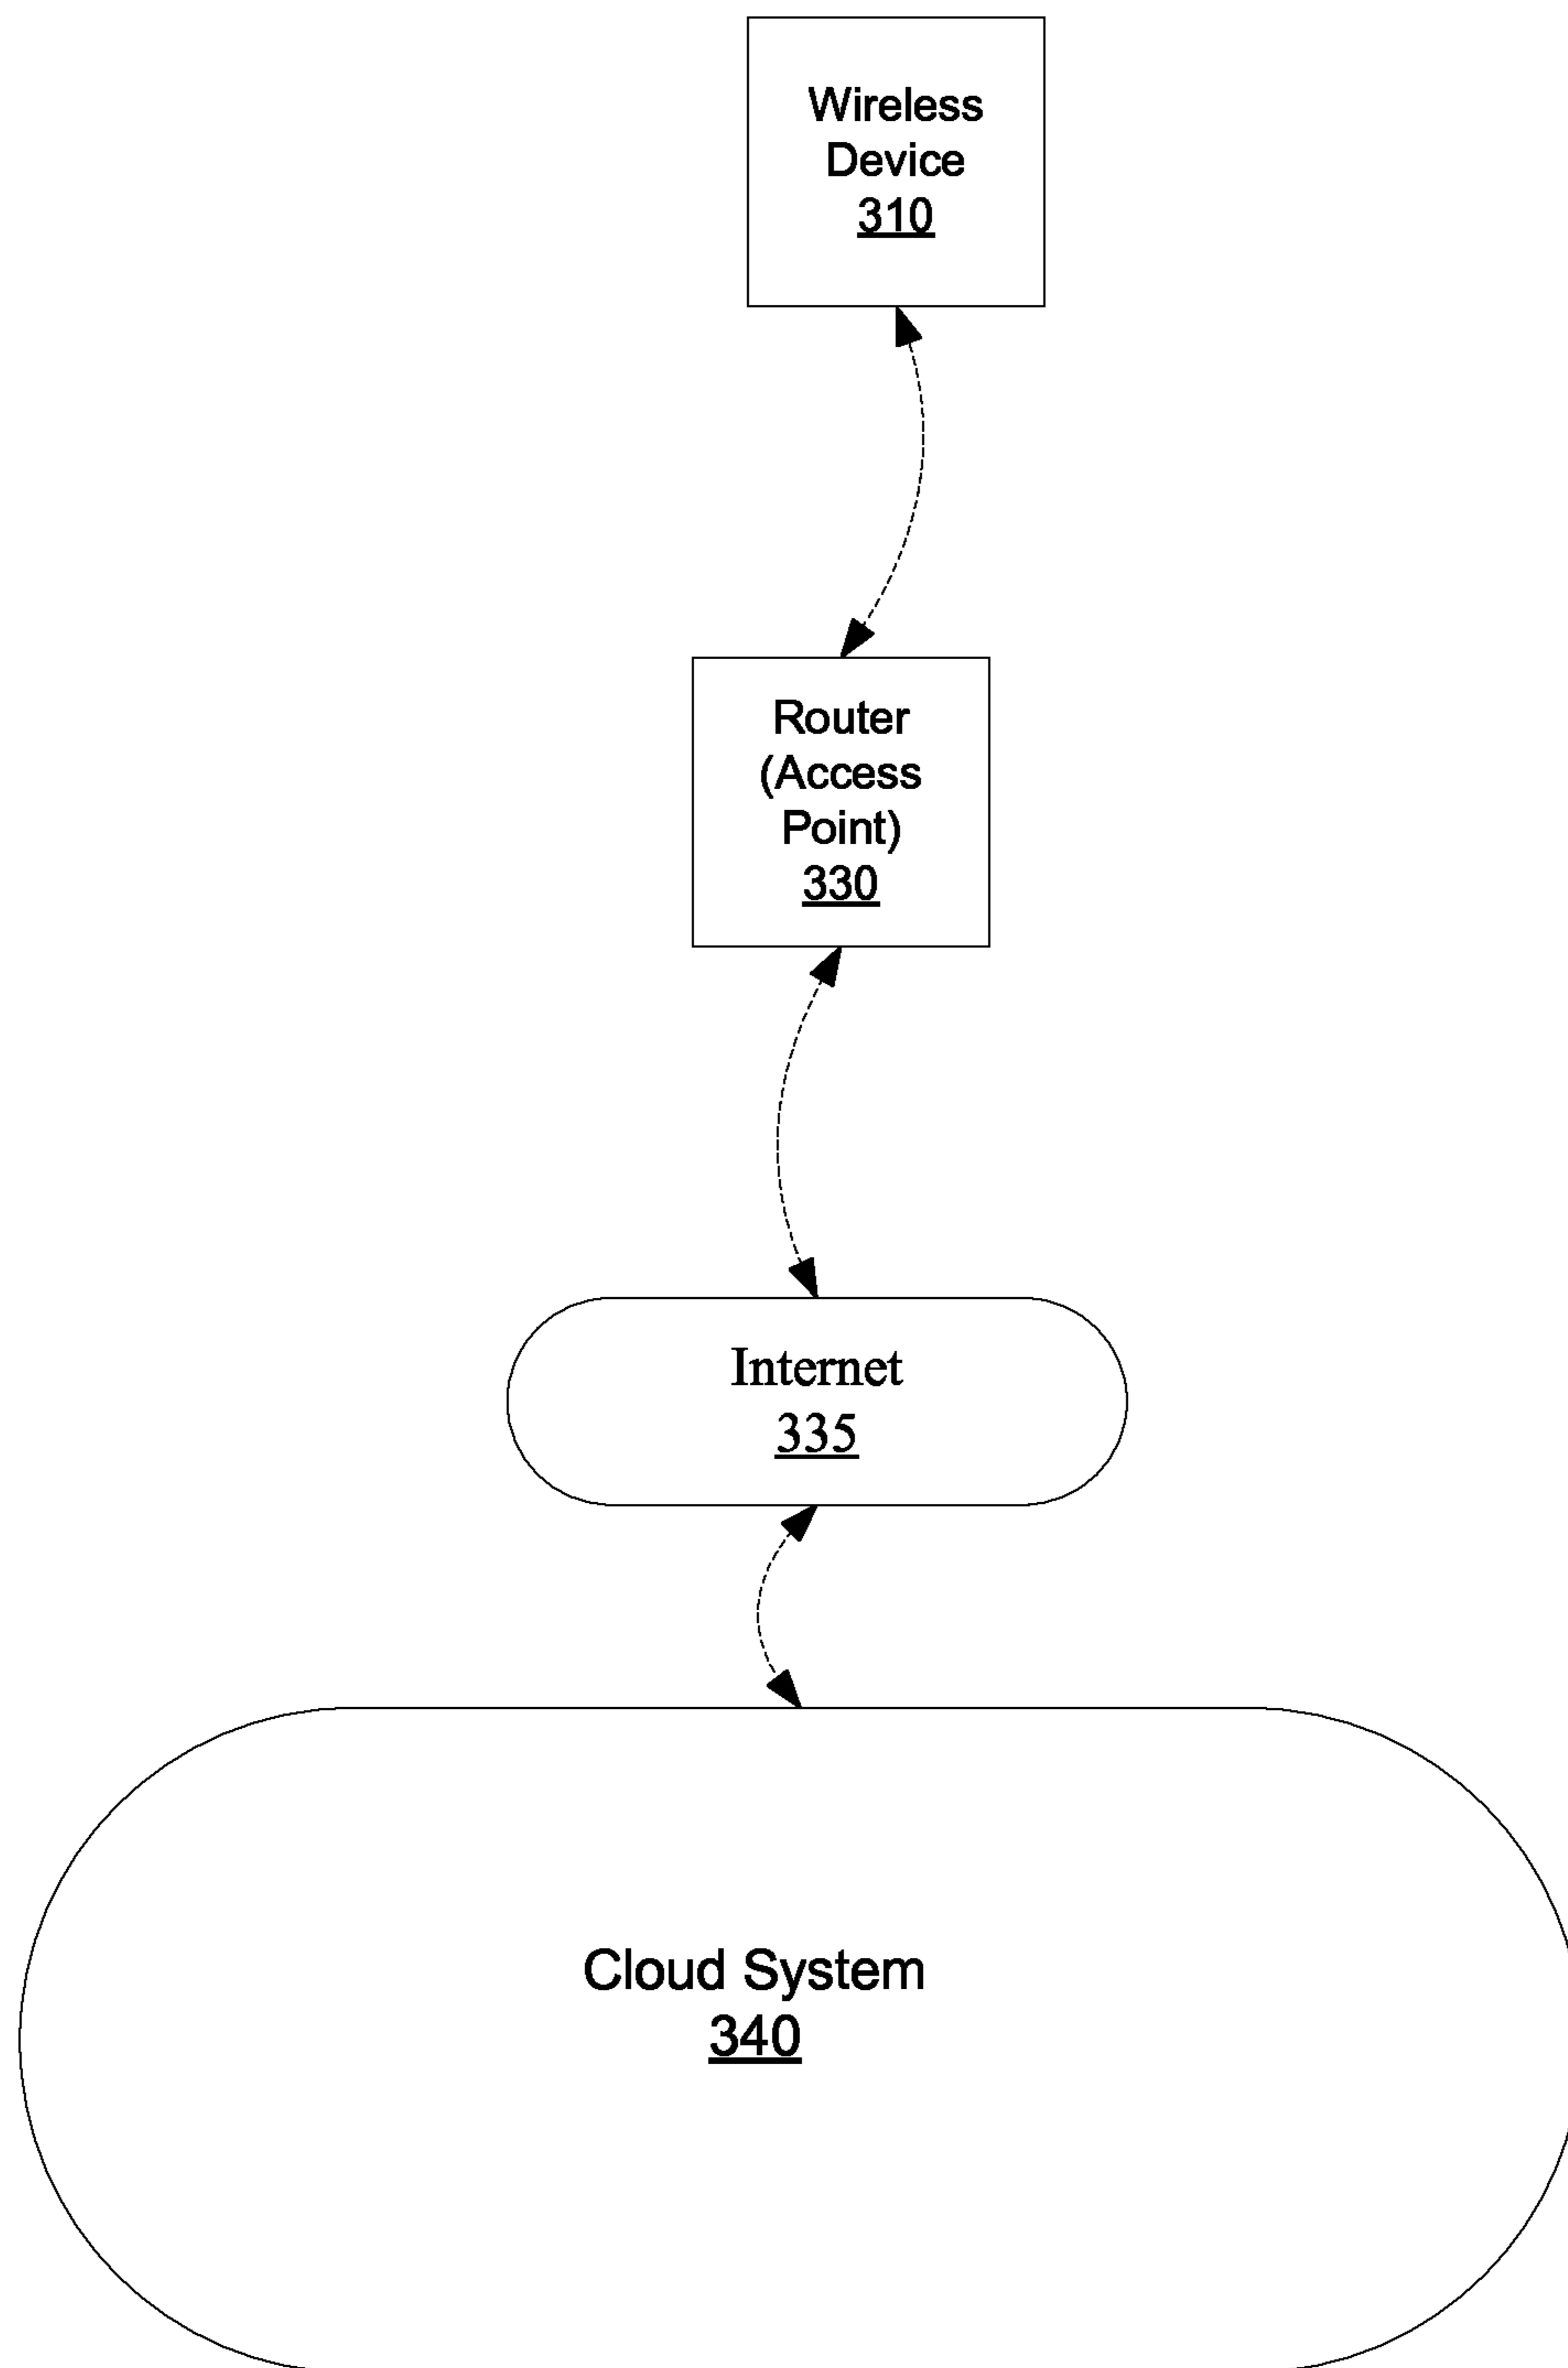 Wireless
Device
310
Router
(Access
Point)
330
Internet
335
Cloud System
340